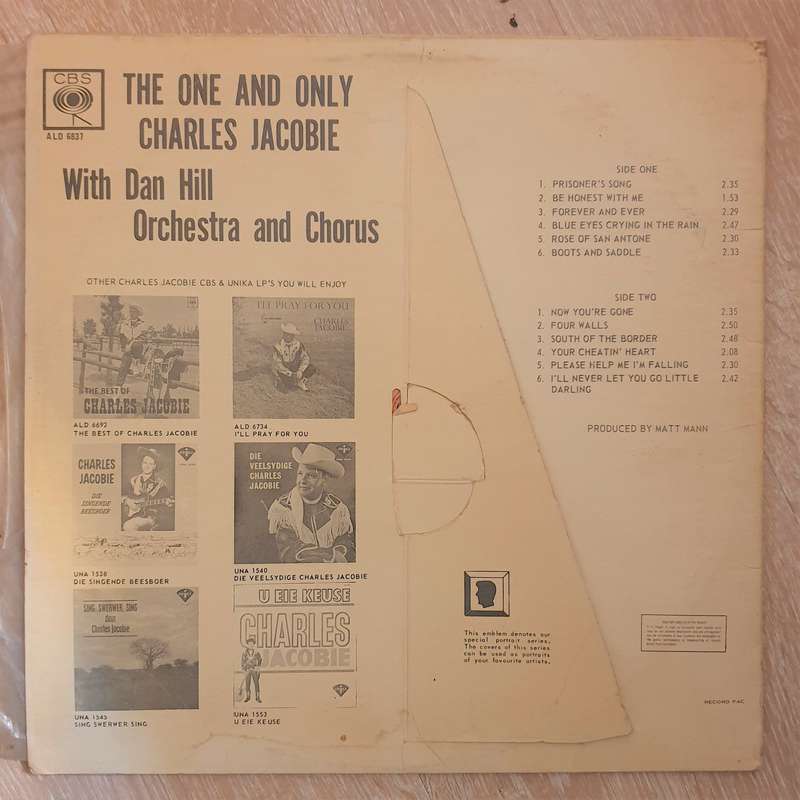 CBS
ALD 6837
THE ONE AND ONLY
CHARLES JACOBIE
With Dan Hill
Orchestra and Chorus
OTHER CHARLES JACOBIE CBS & UNIKA LP'S YOU WILL ENJOY
THE BEST OF
CHARLES JACOBIE
ALD 6693
THE BEST OF CHARLES JACOBIE
I'LL PRAY FOR YOU
CHARLES
JACOBIE
ALD 6734
I'LL PRAY FOR YOU
CHARLES
JACOBIE
DIE
SINGENDE
BEESBOER
UNA 1538
DIE SINGENDE BEESBOER
DIE
VEELSYDIGE
CHARLES
JACOBIE
UNA 1540
DIE VEELSYDIGE CHARLES JACOBIE
SING, SWERWER, SING
deur
Charles Jacobie
UNA 1545
SING SWERWER SING
U EIE KEUSE
CHARLES
JACOBIE
UNA 1553
U EIE KEUSE
SIDE ONE
1. PRISONER'S SONG 2.35
2. BE HONEST WITH ME 1.53
3. FOREVER AND EVER 2.29
4. BLUE EYES CRYING IN THE RAIN 2.47
5. ROSE OF SAN ANTONE 2.30
6. BOOTS AND SADDLE 2.33
SIDE TWO
1. NOW YOU'RE GONE 2.35
2. FOUR WALLS 2.50
3. SOUTH OF THE BORDER 2.48
4. YOUR CHEATIN' HEART 2.08
5. PLEASE HELP ME I'M FALLING 2.30
6. I'LL NEVER LET YOU GO LITTLE 2.42
DARLING
PRODUCED BY MATT MANN
This emblem denotes our
special portrait series.
The covers of this series
can be used as portraits
of your favourite artists.
RECORD PAC